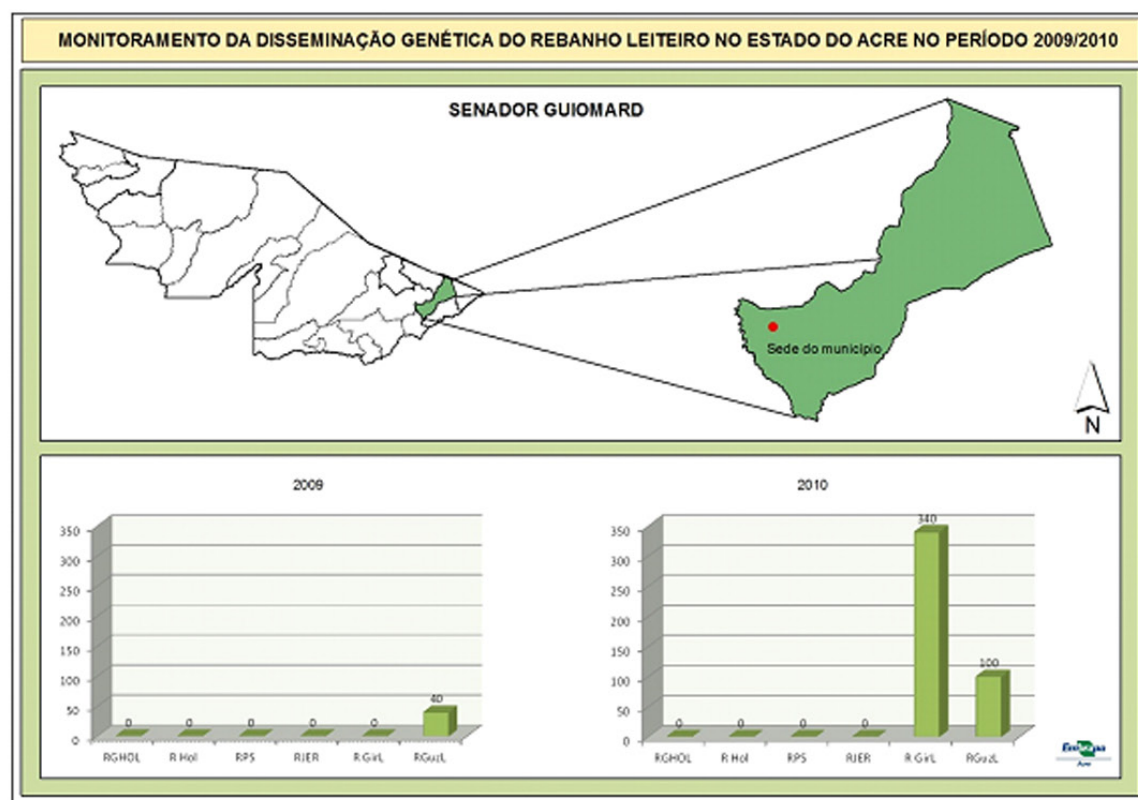 MONITORAMENTO DA DISSEMINAÇÃO GENÉTICA DO REBANHO LEITEIRO NO ESTADO DO ACRE NO PERÍODO 2009/2010
SENADOR GUIOMARD
Sede do município
N
2009
350
300
250
200
150
100
50
0
0 0 0 0 0 40
RGHOL R Hol RPS RJER R GirL RGuzL
2010
350
300
250
200
150
100
50
0
0 0 0 0 340 100
RGHOL R Hol RPS RJER R GirL RGuzL
Embrapa
Acre